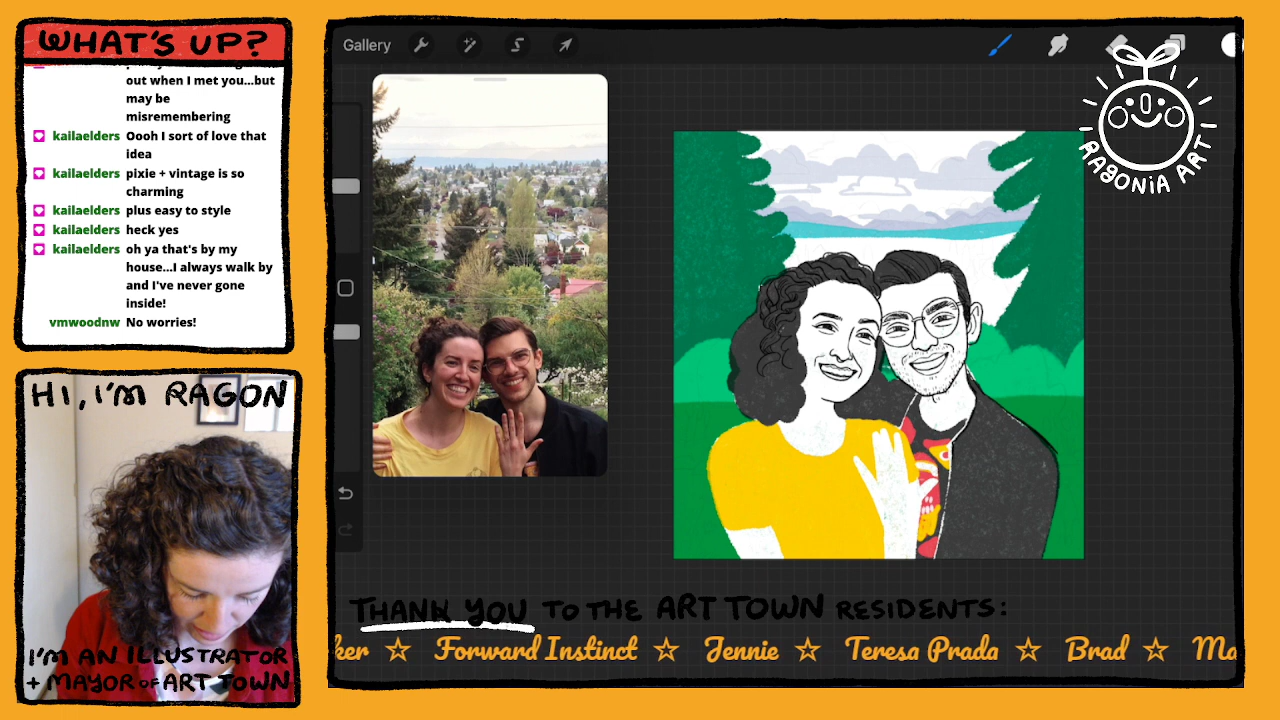 WHAT'S UP?
out when I met you...but
may be
misremembering
kailaelders Oooh I sort of love that
idea
kailaelders pixie + vintage is so
charming
kailaelders plus easy to style
kailaelders heck yes
kailaelders oh ya that's by my
house...I always walk by
and I've never gone
inside!
vmwoodnw No worries!
HI, I'M RAGON
I'M AN ILLUSTRATOR
+ MAYOR OF ART TOWN
Gallery
RAGONIA ART
THANK YOU TO THE ART TOWN RESIDENTS:
ker ☆ Forward Instinct ☆ Jennie ☆ Teresa Prada ☆ Brad ☆ Ma